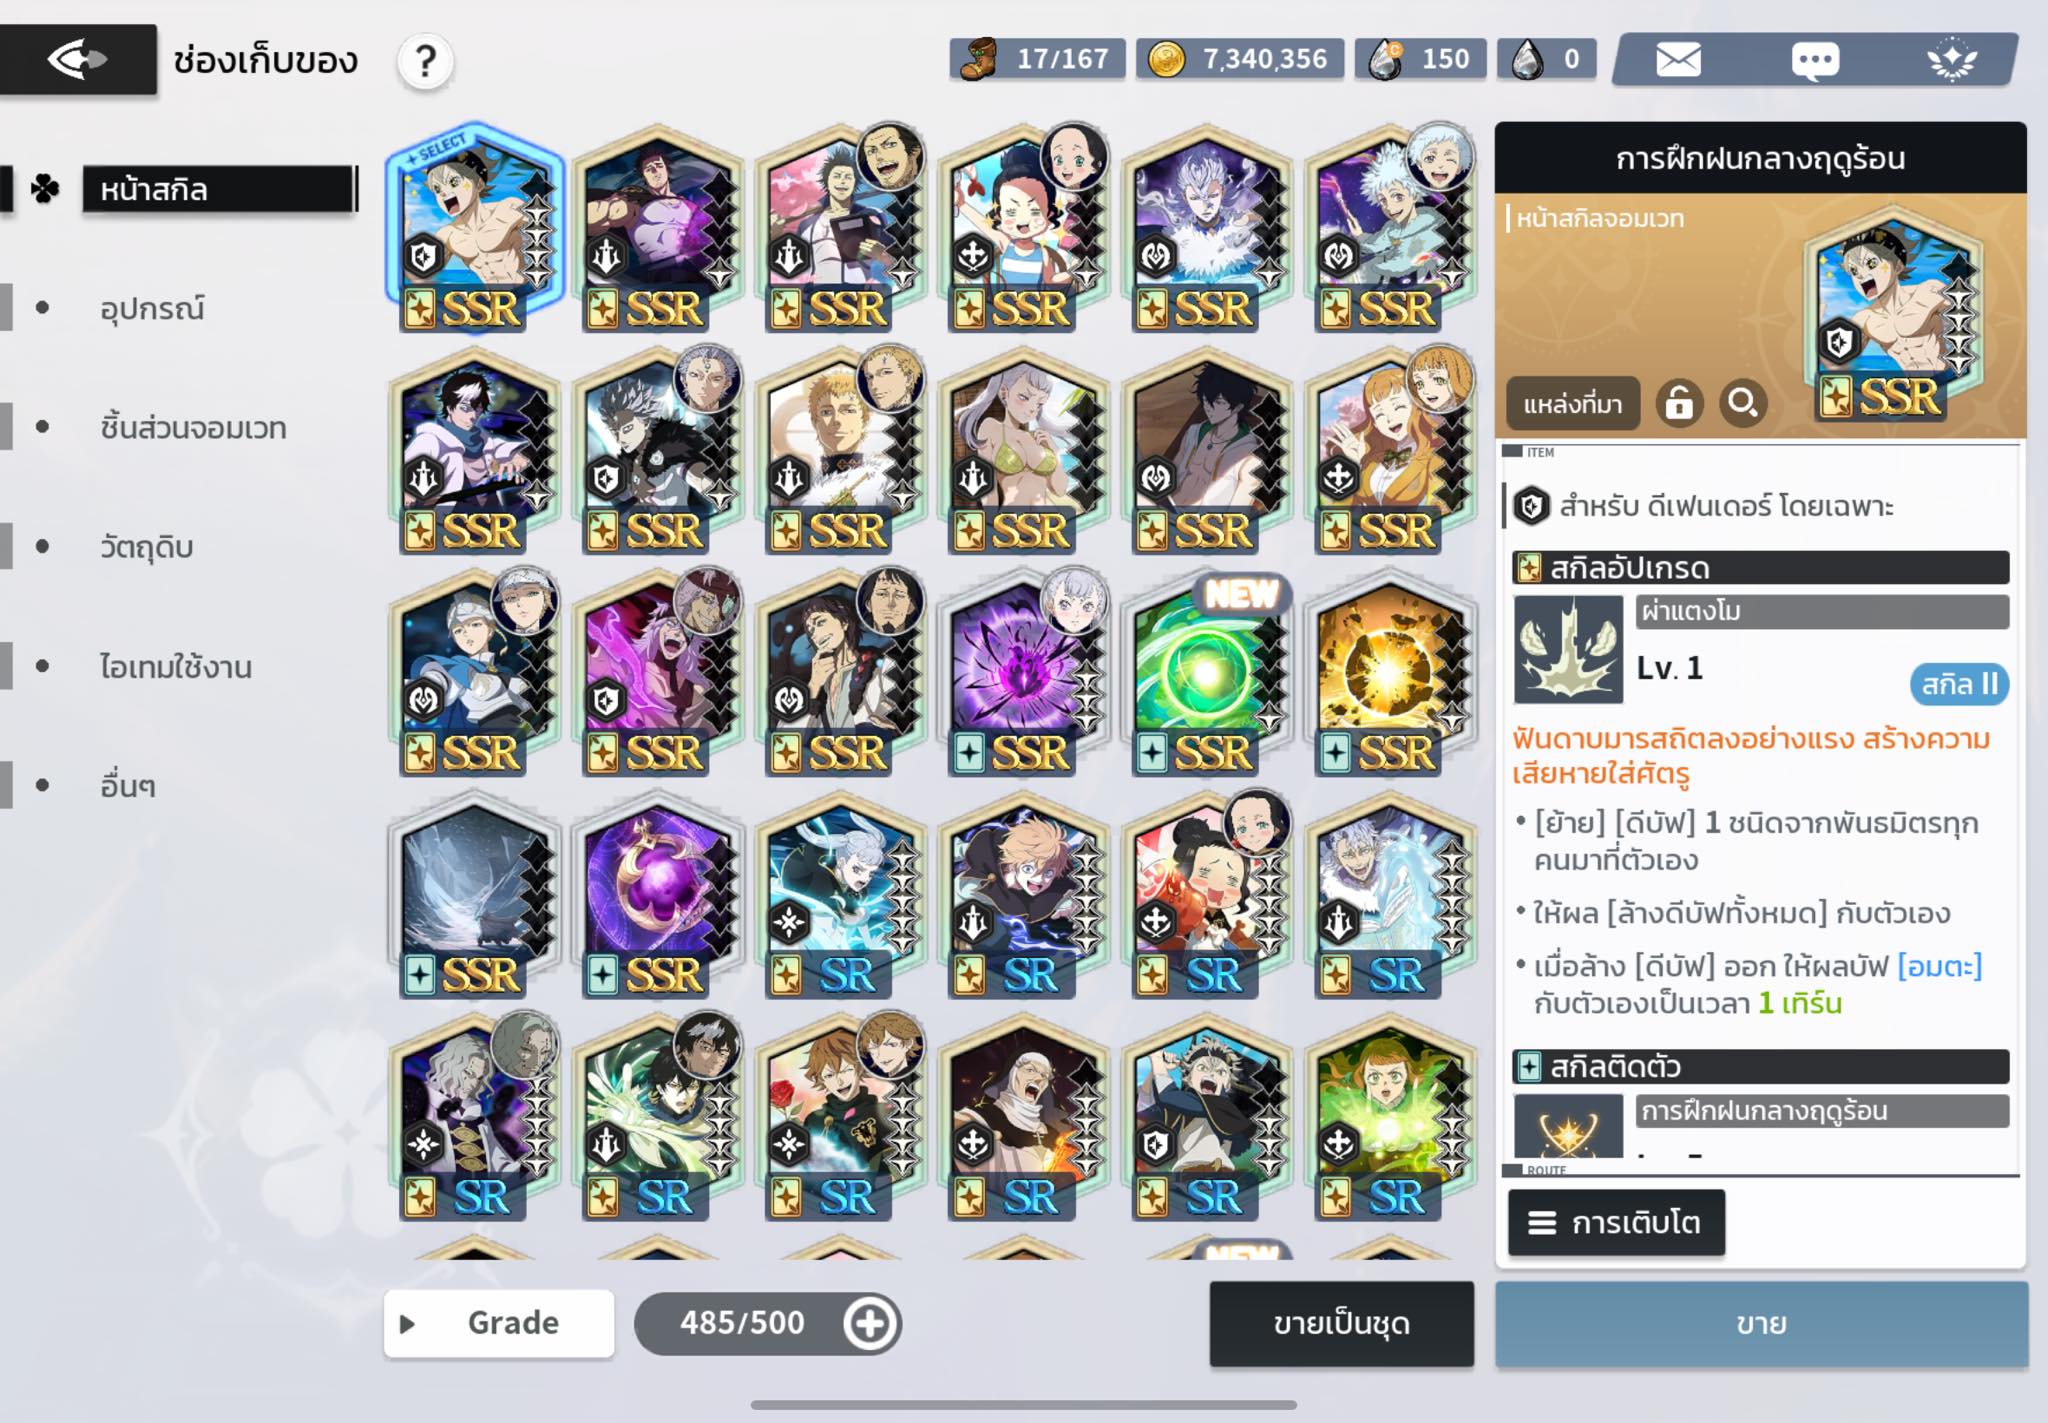 ช่องเก็บของ
?
17/167
7,340,356
150
0
หน้าสกิล
อุปกรณ์
ชิ้นส่วนจอมเวท
วัตถุดิบ
ไอเทมใช้งาน
อื่นๆ
+SELECT
SSR SSR SSR SSR SSR SSR
SSR SSR SSR SSR SSR SSR
NEW
SSR SSR SSR SSR SSR SSR
SSR SSR SR SR SR SR
SR SR SR SR SR SR
NEW
Grade
485/500
ขายเป็นชุด
การฝึกฝนกลางฤดูร้อน
หน้าสกิลจอมเวท
แหล่งที่มา
SSR
ITEM
สำหรับ ดีเฟนเดอร์ โดยเฉพาะ
สกิลอัปเกรด
ผ่าแตงโม
Lv. 1
สกิล II
ฟันดาบมารสถิตลงอย่างแรง สร้างความ
เสียหายใส่ศัตรู
• [ย้าย] [ดีบัฟ] 1 ชนิดจากพันธมิตรทุก
คนมาที่ตัวเอง
• ให้ผล [ล้างดีบัฟทั้งหมด] กับตัวเอง
• เมื่อล้าง [ดีบัฟ] ออก ให้ผลบัฟ [อมตะ]
กับตัวเองเป็นเวลา 1 เทิร์น
สกิลติดตัว
การฝึกฝนกลางฤดูร้อน
ROUTE
การเติบโต
ขาย